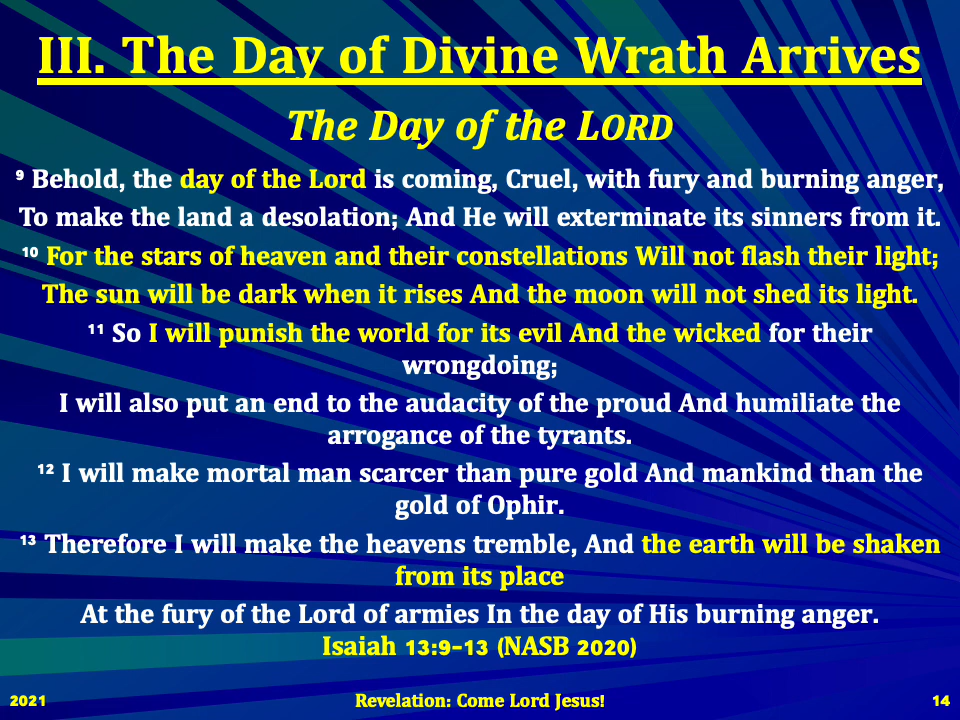 III. The Day of Divine Wrath Arrives
The Day of the LORD
⁹ Behold, the day of the Lord is coming, Cruel, with fury and burning anger,
To make the land a desolation; And He will exterminate its sinners from it.
¹⁰ For the stars of heaven and their constellations Will not flash their light;
The sun will be dark when it rises And the moon will not shed its light.
¹¹ So I will punish the world for its evil And the wicked for their
wrongdoing;
I will also put an end to the audacity of the proud And humiliate the
arrogance of the tyrants.
¹² I will make mortal man scarcer than pure gold And mankind than the
gold of Ophir.
¹³ Therefore I will make the heavens tremble, And the earth will be shaken
from its place
At the fury of the Lord of armies In the day of His burning anger.
Isaiah 13:9-13 (NASB 2020)
2021 Revelation: Come Lord Jesus! 14